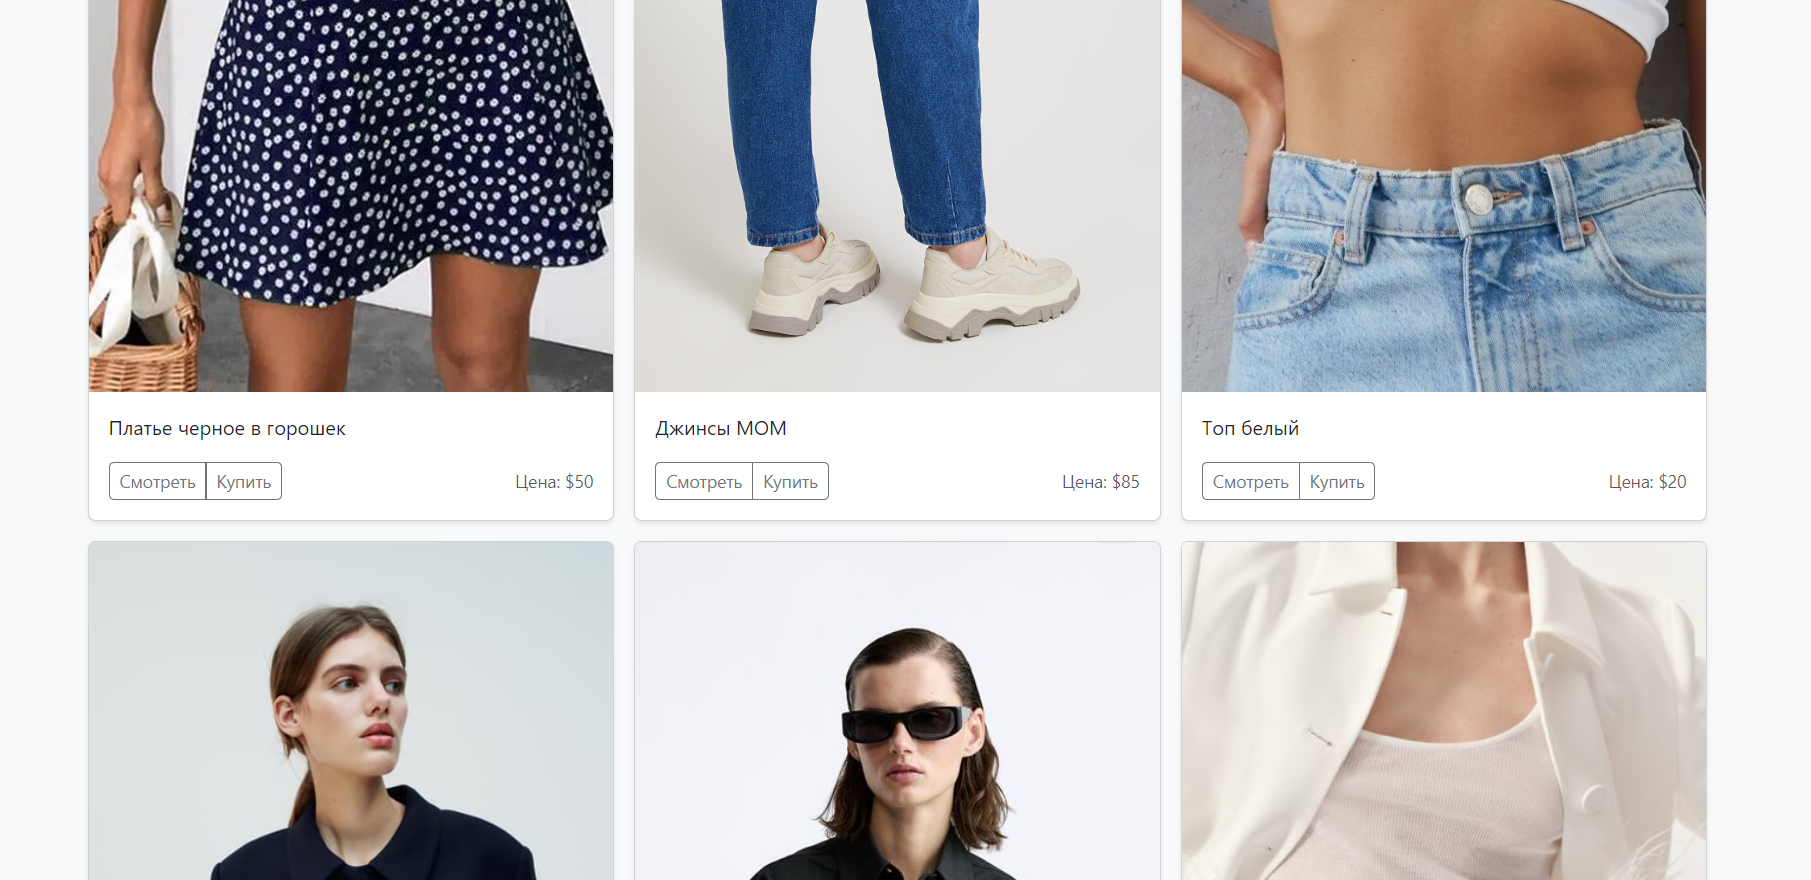 Платье черное в горошек
Смотреть Купить Цена: $50
Джинсы МОМ
Смотреть Купить Цена: $85
Топ белый
Смотреть Купить Цена: $20